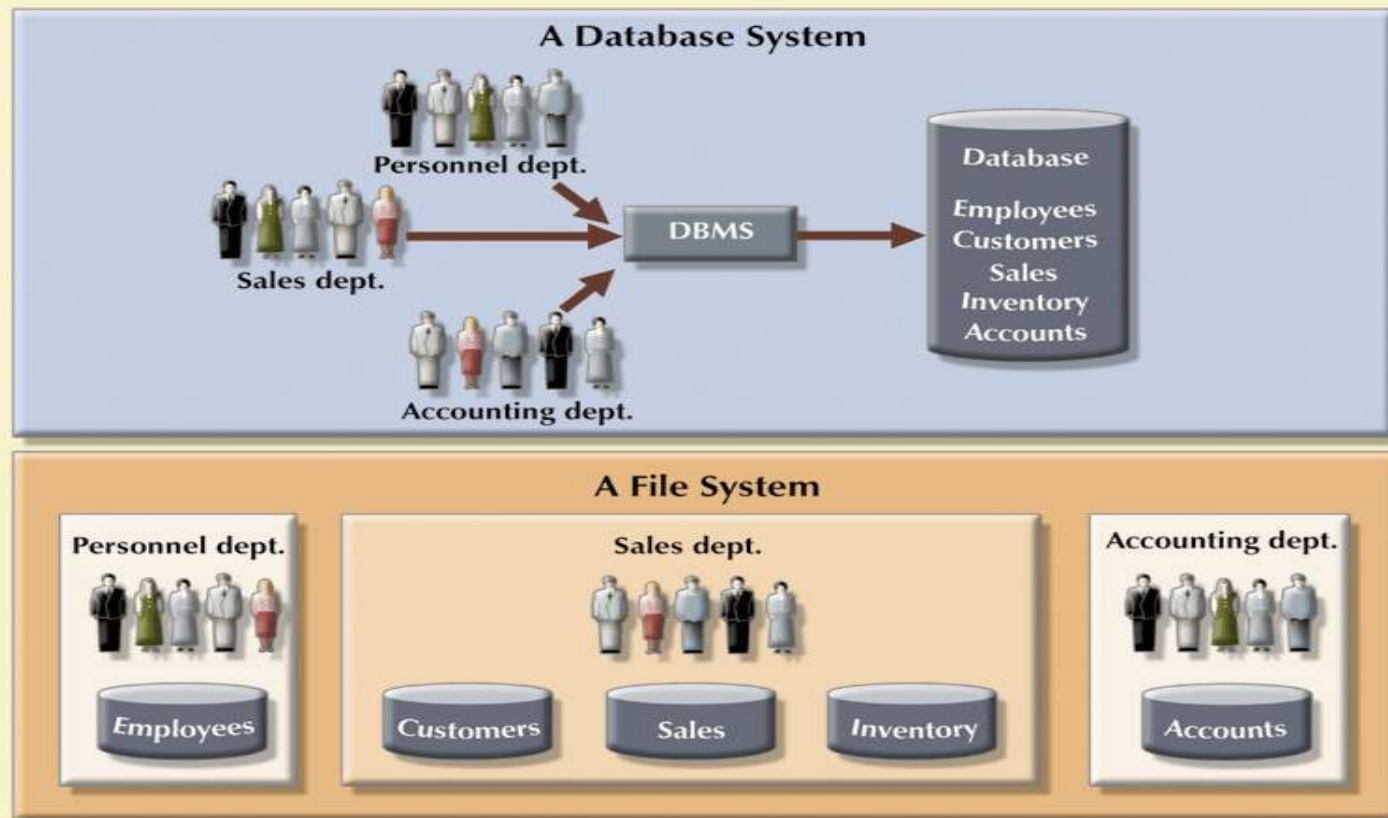 A Database System
Personnel dept.
Sales dept.
Accounting dept.
DBMS
Database
Employees
Customers
Sales
Inventory
Accounts
A File System
Personnel dept.
Employees
Sales dept.
Customers
Sales
Inventory
Accounting dept.
Accounts